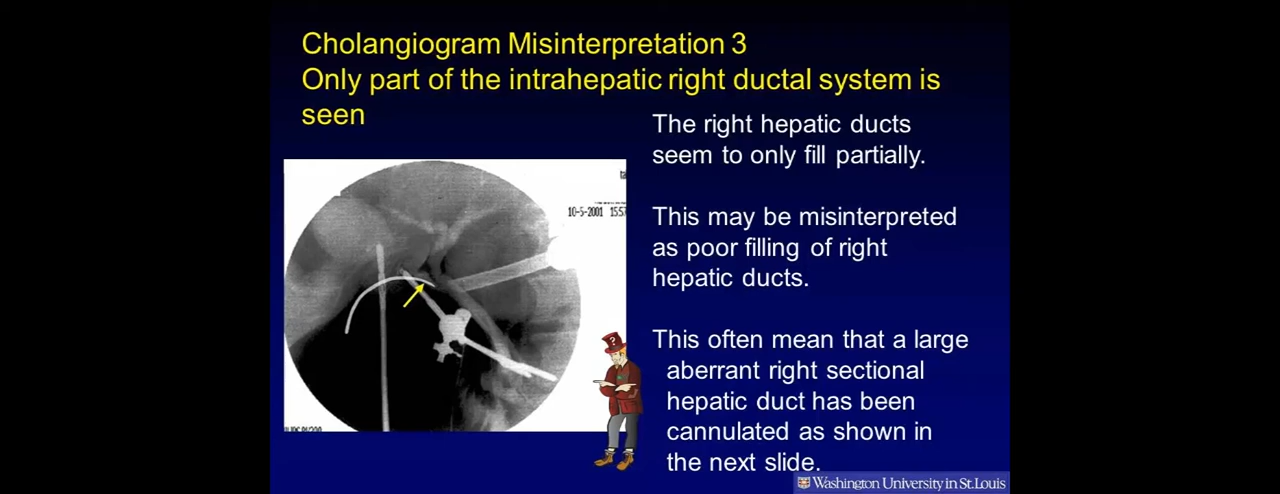 Cholangiogram Misinterpretation 3
Only part of the intrahepatic right ductal system is
seen
The right hepatic ducts
seem to only fill partially.
This may be misinterpreted
as poor filling of right
hepatic ducts.
This often mean that a large
aberrant right sectional
hepatic duct has been
cannulated as shown in
the next slide.
10-5-2001 1557
?
Washington University in St. Louis